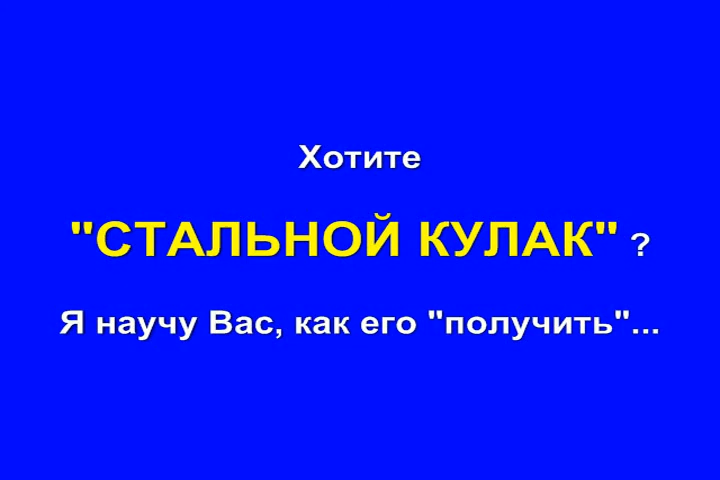 Хотите
"СТАЛЬНОЙ КУЛАК" ?
Я научу Вас, как его "получить"...